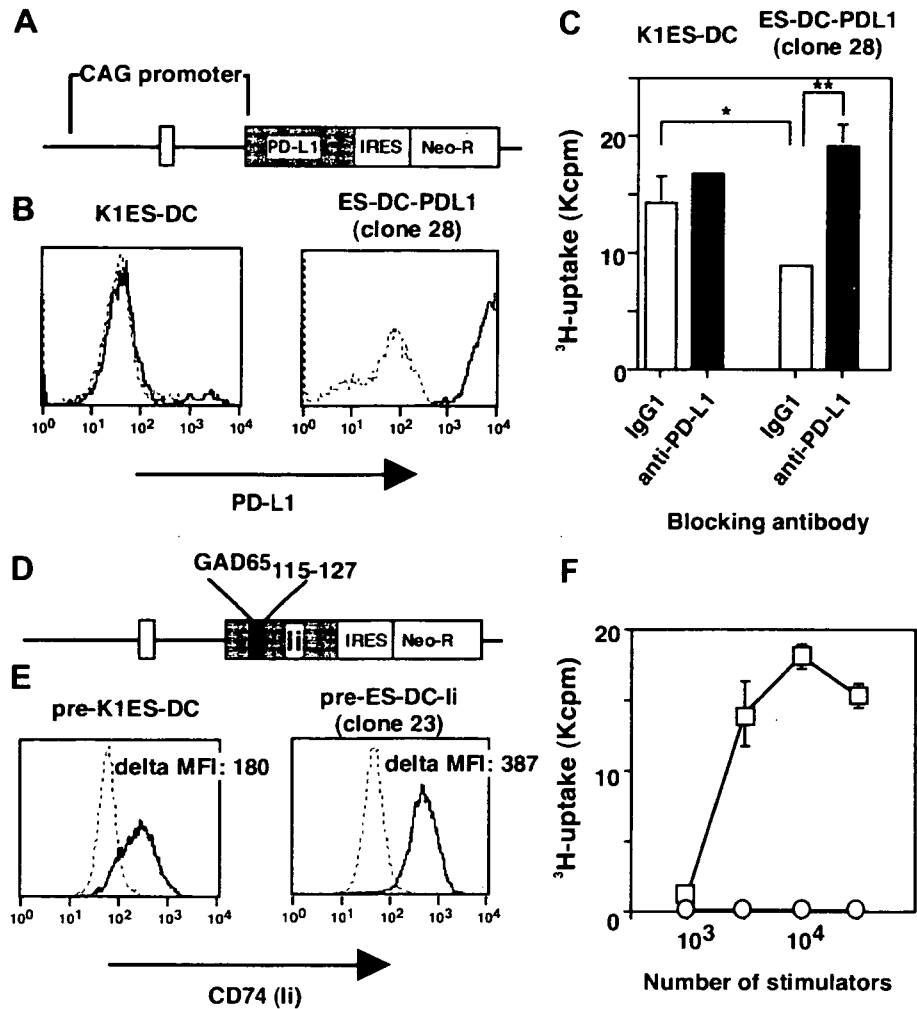 A
CAG promoter
PD-L1
IRES
Neo-R
B
K1ES-DC
ES-DC-PDL1
(clone 28)
10⁰ 10¹ 10² 10³ 10⁴
10⁰ 10¹ 10² 10³ 10⁴
PD-L1
C
K1ES-DC
ES-DC-PDL1
(clone 28)
*
**
³H-uptake (Kcpm)
20
10
0
IgG1
anti-PD-L1
IgG1
anti-PD-L1
Blocking antibody
D
GAD65 115-127
Ii
IRES
Neo-R
E
pre-K1ES-DC
pre-ES-DC-Ii
(clone 23)
delta MFI: 180
delta MFI: 387
10⁰ 10¹ 10² 10³ 10⁴
10⁰ 10¹ 10² 10³ 10⁴
CD74 (Ii)
F
³H-uptake (Kcpm)
20
10
0
10³ 10⁴
Number of stimulators